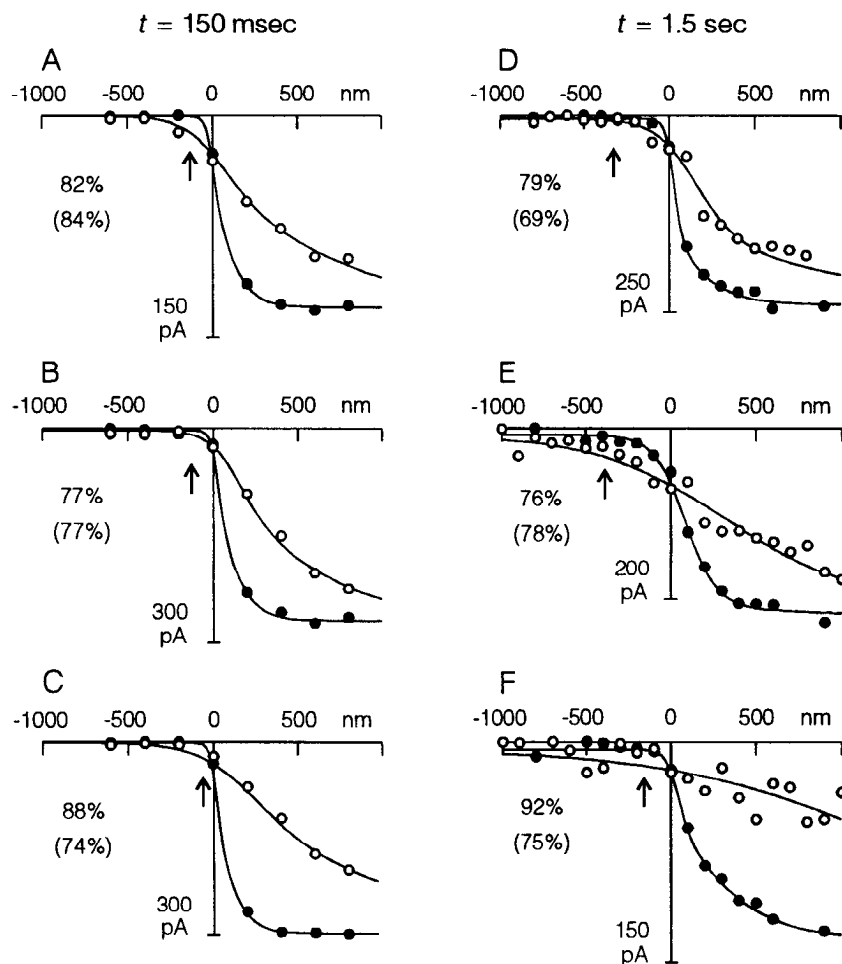 t = 150 msec
A
-1000 -500 0 500 nm
82%
(84%)
150
pA
B
-1000 -500 0 500 nm
77%
(77%)
300
pA
C
-1000 -500 0 500 nm
88%
(74%)
300
pA
t = 1.5 sec
D
-1000 -500 0 500 nm
79%
(69%)
250
pA
E
-1000 -500 0 500 nm
76%
(78%)
200
pA
F
-1000 -500 0 500 nm
92%
(75%)
150
pA